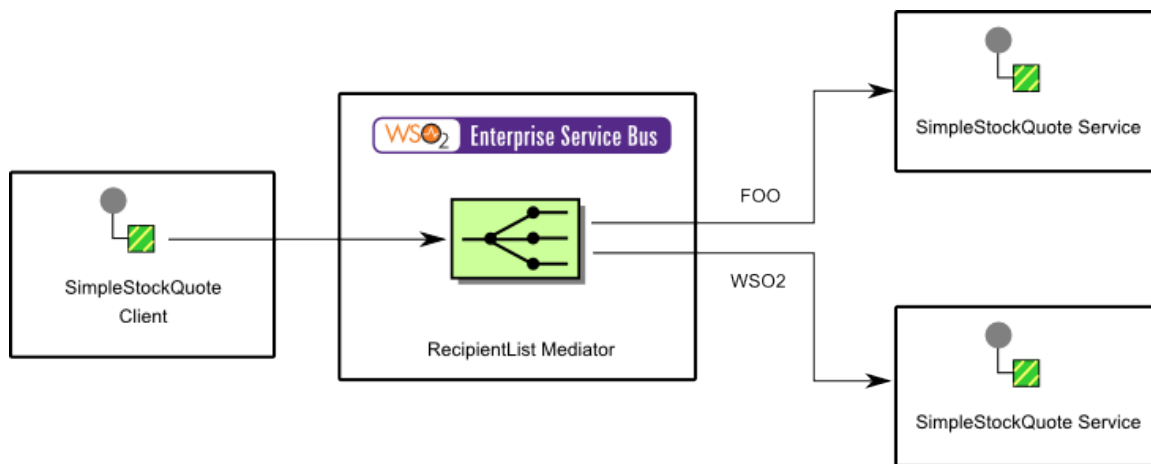 SimpleStockQuote Service
WSO2 Enterprise Service Bus
FOO
SimpleStockQuote
Client
WSO2
RecipientList Mediator
SimpleStockQuote Service